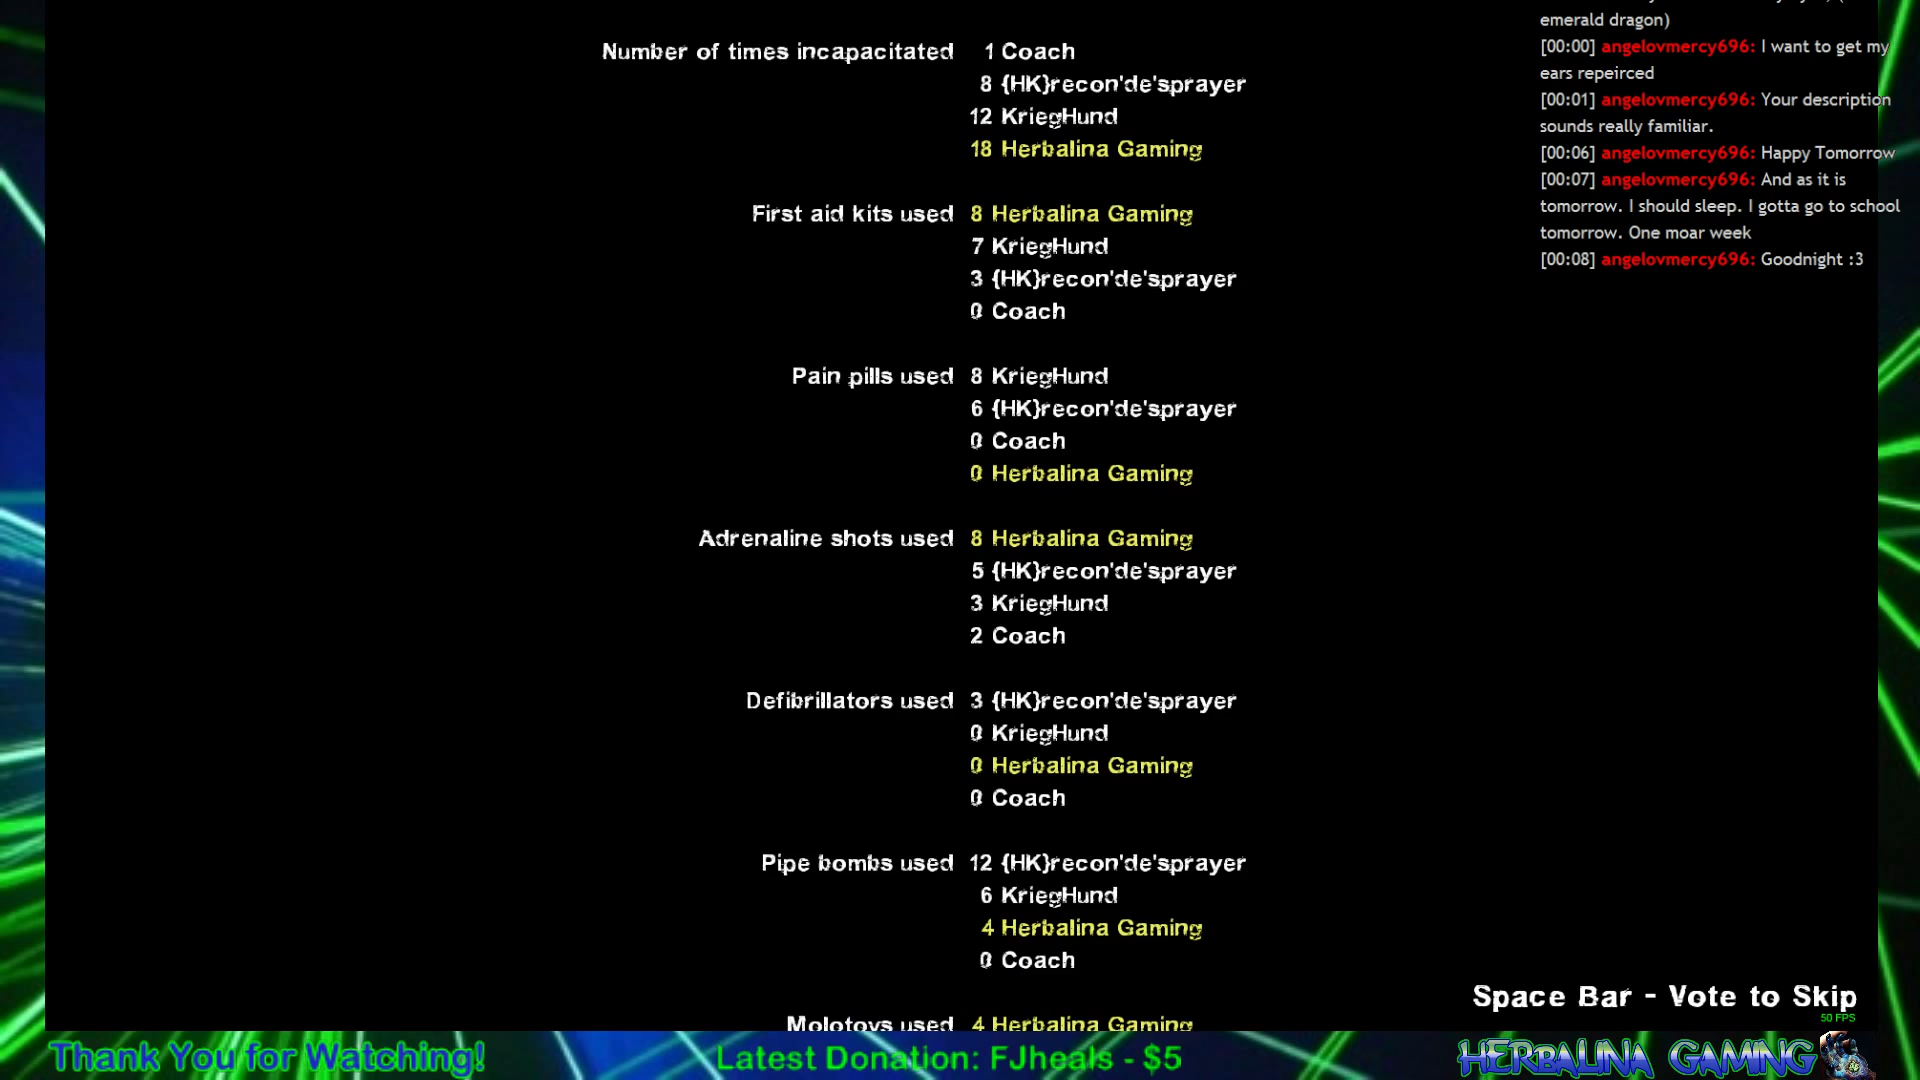 Number of times incapacitated 1 Coach
8 {HK}recon'de'sprayer
12 KriegHund
18 Herbalina Gaming
First aid kits used 8 Herbalina Gaming
7 KriegHund
3 {HK}recon'de'sprayer
0 Coach
Pain pills used 8 KriegHund
6 {HK}recon'de'sprayer
0 Coach
0 Herbalina Gaming
Adrenaline shots used 8 Herbalina Gaming
5 {HK}recon'de'sprayer
3 KriegHund
2 Coach
Defibrillators used 3 {HK}recon'de'sprayer
0 KriegHund
0 Herbalina Gaming
0 Coach
Pipe bombs used 12 {HK}recon'de'sprayer
6 KriegHund
4 Herbalina Gaming
0 Coach
Molotovs used 4 Herbalina Gaming
emerald dragon)
[00:00] angelovmercy696: I want to get my
ears repeirced
[00:01] angelovmercy696: Your description
sounds really familiar.
[00:06] angelovmercy696: Happy Tomorrow
[00:07] angelovmercy696: And as it is
tomorrow. I should sleep. I gotta go to school
tomorrow. One moar week
[00:08] angelovmercy696: Goodnight :3
Space Bar - Vote to Skip
50 FPS
Thank You for Watching!
Latest Donation: FJheals - $5
HERBALINA GAMING